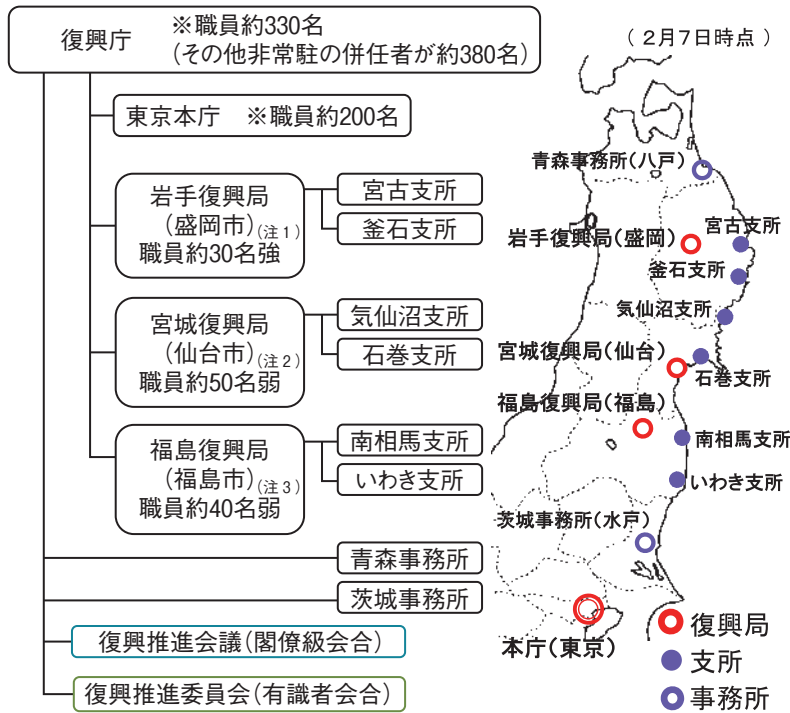 復興庁 ※職員約330名
(その他非常駐の併任者が約380名)
東京本庁 ※職員約200名
岩手復興局
(盛岡市)(注1)
職員約30名強
宮古支所
釜石支所
宮城復興局
(仙台市)(注2)
職員約50名弱
気仙沼支所
石巻支所
福島復興局
(福島市)(注3)
職員約40名弱
南相馬支所
いわき支所
青森事務所
茨城事務所
復興推進会議(閣僚級会合)
復興推進委員会(有識者会合)
(2月7日時点)
青森事務所(八戸)
宮古支所
岩手復興局(盛岡)
釜石支所
気仙沼支所
宮城復興局(仙台)
石巻支所
福島復興局(福島)
南相馬支所
いわき支所
茨城事務所(水戸)
本庁(東京)
復興局
支所
事務所